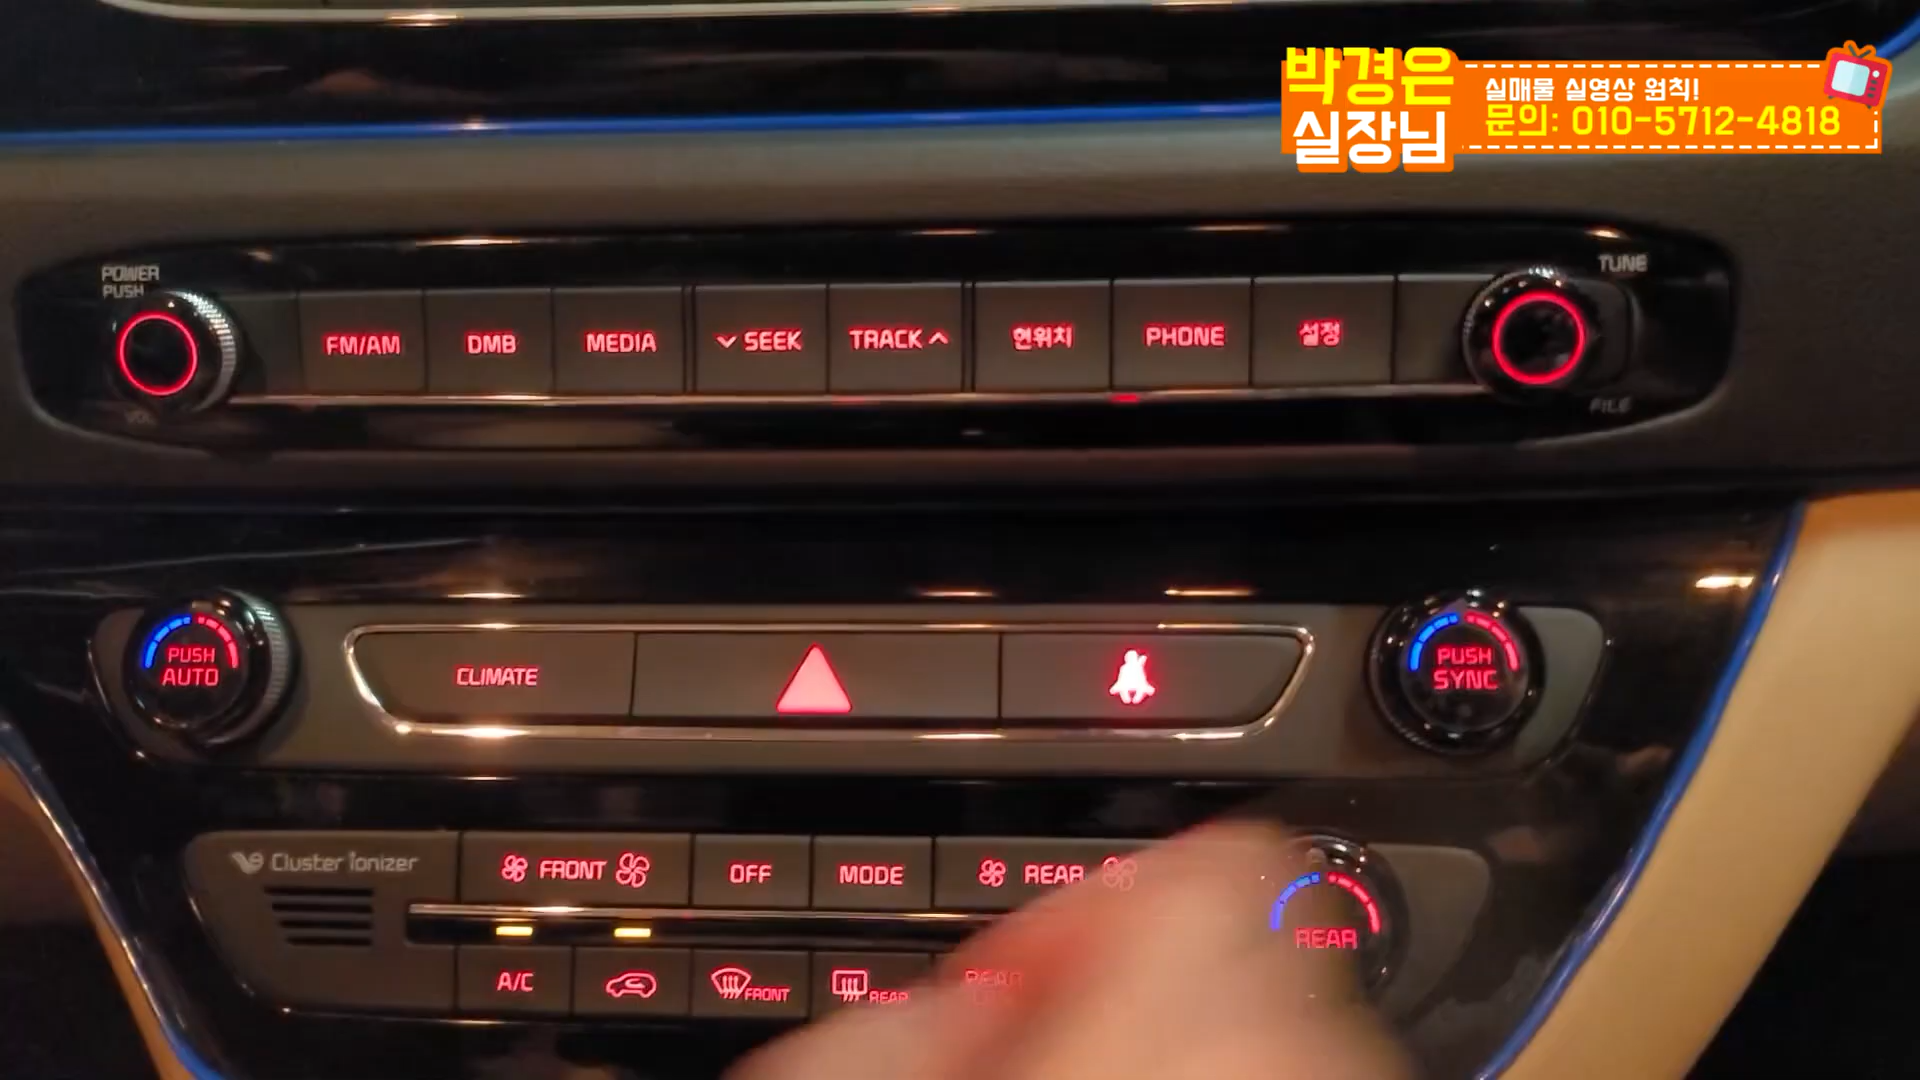 박경은
실장님
실매물 실영상 원칙!
문의: 010-5712-4818
POWER
PUSH
VOL
TUNE
FILE
FM/AM
DMB
MEDIA
SEEK
TRACK
현위치
PHONE
설정
PUSH
AUTO
CLIMATE
PUSH
SYNC
Cluster ionizer
FRONT
OFF
MODE
REAR
REAR
A/C
FRONT
REAR
REAR